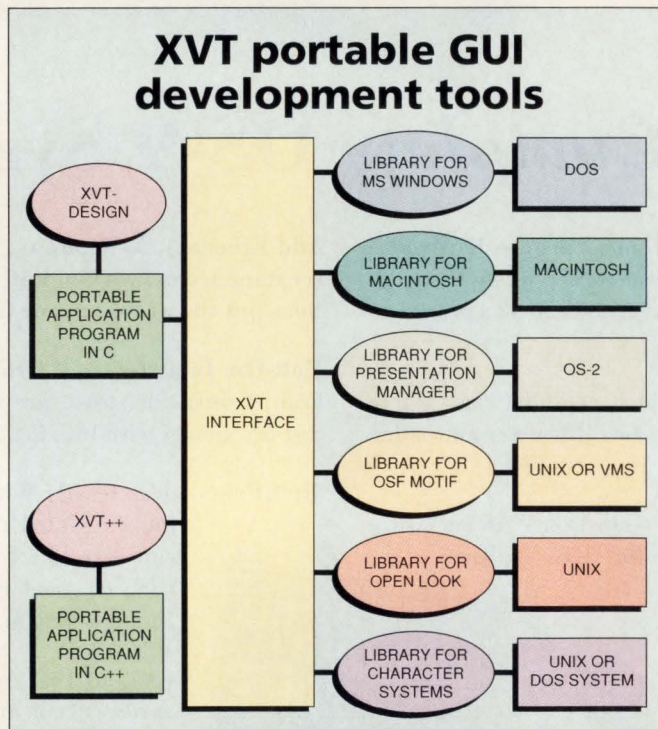 XVT portable GUI
development tools
XVT-
DESIGN
PORTABLE
APPLICATION
PROGRAM
IN C
XVT++
PORTABLE
APPLICATION
PROGRAM
IN C++
XVT
INTERFACE
LIBRARY FOR
MS WINDOWS
DOS
LIBRARY FOR
MACINTOSH
MACINTOSH
LIBRARY FOR
PRESENTATION
MANAGER
OS-2
LIBRARY FOR
OSF MOTIF
UNIX OR VMS
LIBRARY FOR
OPEN LOOK
UNIX
LIBRARY FOR
CHARACTER
SYSTEMS
UNIX OR
DOS SYSTEM